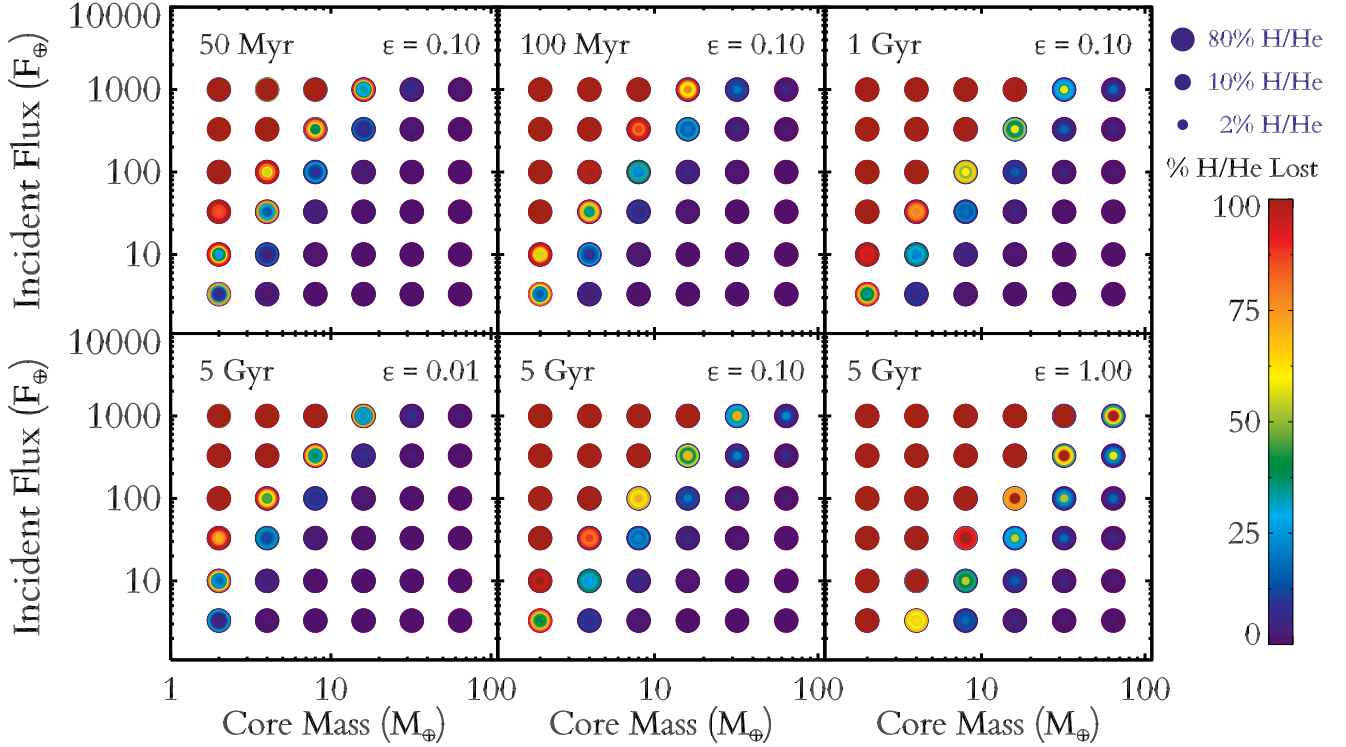 10000
1000
100
10
Incident Flux (F⊕)
50 Myr ε = 0.10
100 Myr ε = 0.10
1 Gyr ε = 0.10
80% H/He
10% H/He
2% H/He
% H/He Lost
100
75
50
25
0
10000
1000
100
10
Incident Flux (F⊕)
5 Gyr ε = 0.01
5 Gyr ε = 0.10
5 Gyr ε = 1.00
1 10 100
10 100
10 100
Core Mass (M⊕)
Core Mass (M⊕)
Core Mass (M⊕)